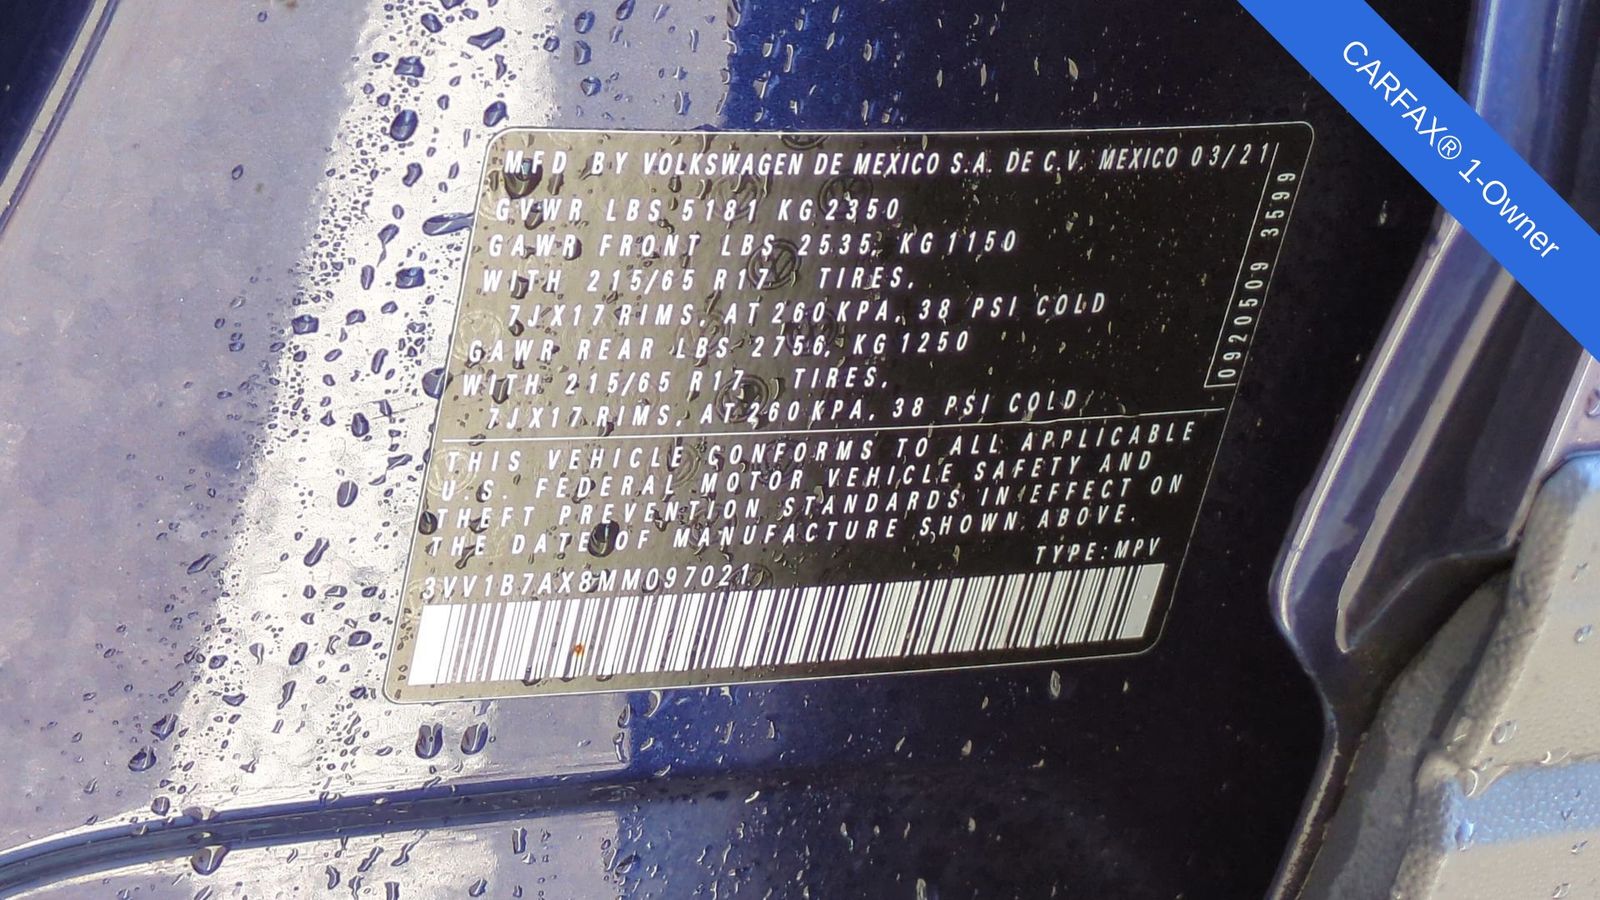 MFD BY VOLKSWAGEN DE MEXICO S.A. DE C.V. MEXICO 03/21
GVWR LBS 5181 KG 2350
GAWR FRONT LBS 2535, KG 1150
WITH 215/65 R17 TIRES,
7JX17 RIMS, AT 260 KPA, 38 PSI COLD
GAWR REAR LBS 2756, KG 1250
WITH 215/65 R17 TIRES,
7JX17 RIMS, AT 260 KPA, 38 PSI COLD
THIS VEHICLE CONFORMS TO ALL APPLICABLE
U.S. FEDERAL MOTOR VEHICLE SAFETY AND
THEFT PREVENTION STANDARDS IN EFFECT ON
THE DATE OF MANUFACTURE SHOWN ABOVE.
TYPE: MPV
3VV1B7AX8MM097021
0920509 3599
CARFAX® 1-Owner